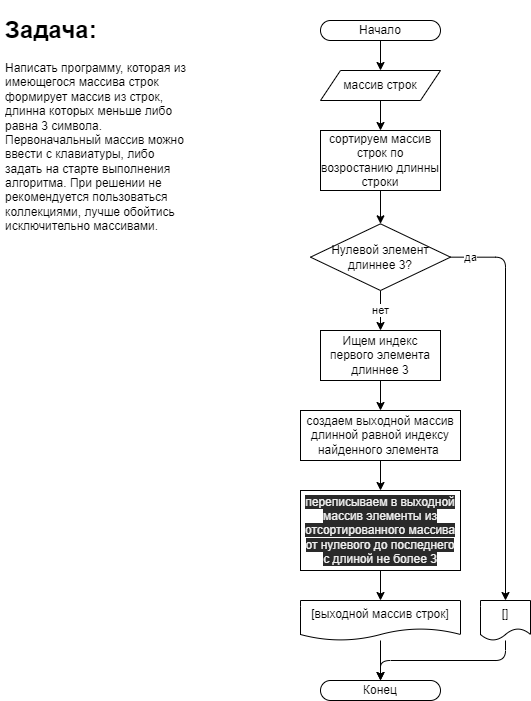 Задача:
Написать программу, которая из
имеющегося массива строк
формирует массив из строк,
длинна которых меньше либо
равна 3 символа.
Первоначальный массив можно
ввести с клавиатуры, либо
задать на старте выполнения
алгоритма. При решении не
рекомендуется пользоваться
коллекциями, лучше обойтись
исключительно массивами.
Начало
массив строк
сортируем массив
строк по
возростанию длинны
строки
Нулевой элемент
длиннее 3?
да
нет
Ищем индекс
первого элемента
длиннее 3
создаем выходной массив
длинной равной индексу
найденного элемента
переписываем в выходной
массив элементы из
отсортированного массива
от нулевого до последнего
с длиной не более 3
[выходной массив строк]
[]
Конец